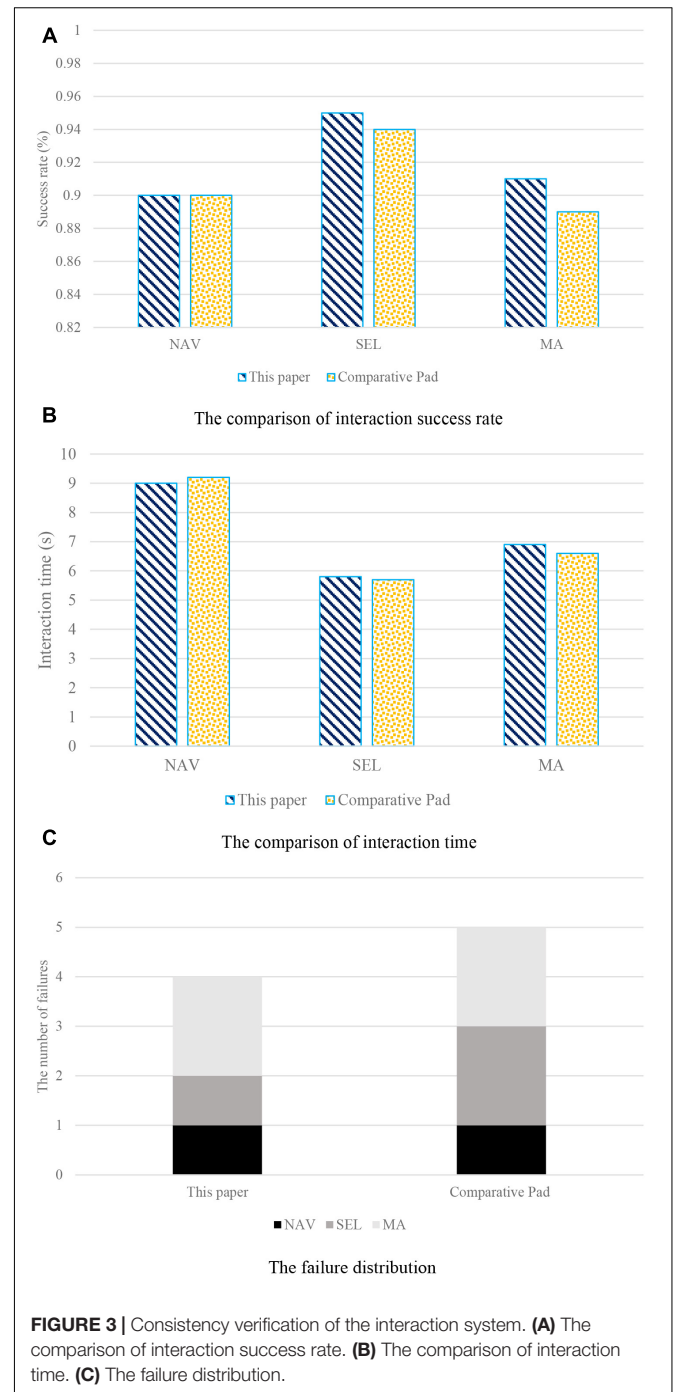 A
1
0.98
0.96
0.94
0.92
0.9
0.88
0.86
0.84
0.82
Success rate (%)
NAV SEL MA
This paper Comparative Pad
The comparison of interaction success rate
B
10
9
8
7
6
5
4
3
2
1
0
Interaction time (s)
NAV SEL MA
This paper Comparative Pad
The comparison of interaction time
C
6
5
4
3
2
1
0
The number of failures
This paper Comparative Pad
NAV SEL MA
The failure distribution
FIGURE 3 | Consistency verification of the interaction system. (A) The
comparison of interaction success rate. (B) The comparison of interaction
time. (C) The failure distribution.